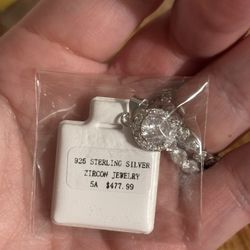 925 STERLING SILVER
ZIRCON JEWELRY
5A $477.99